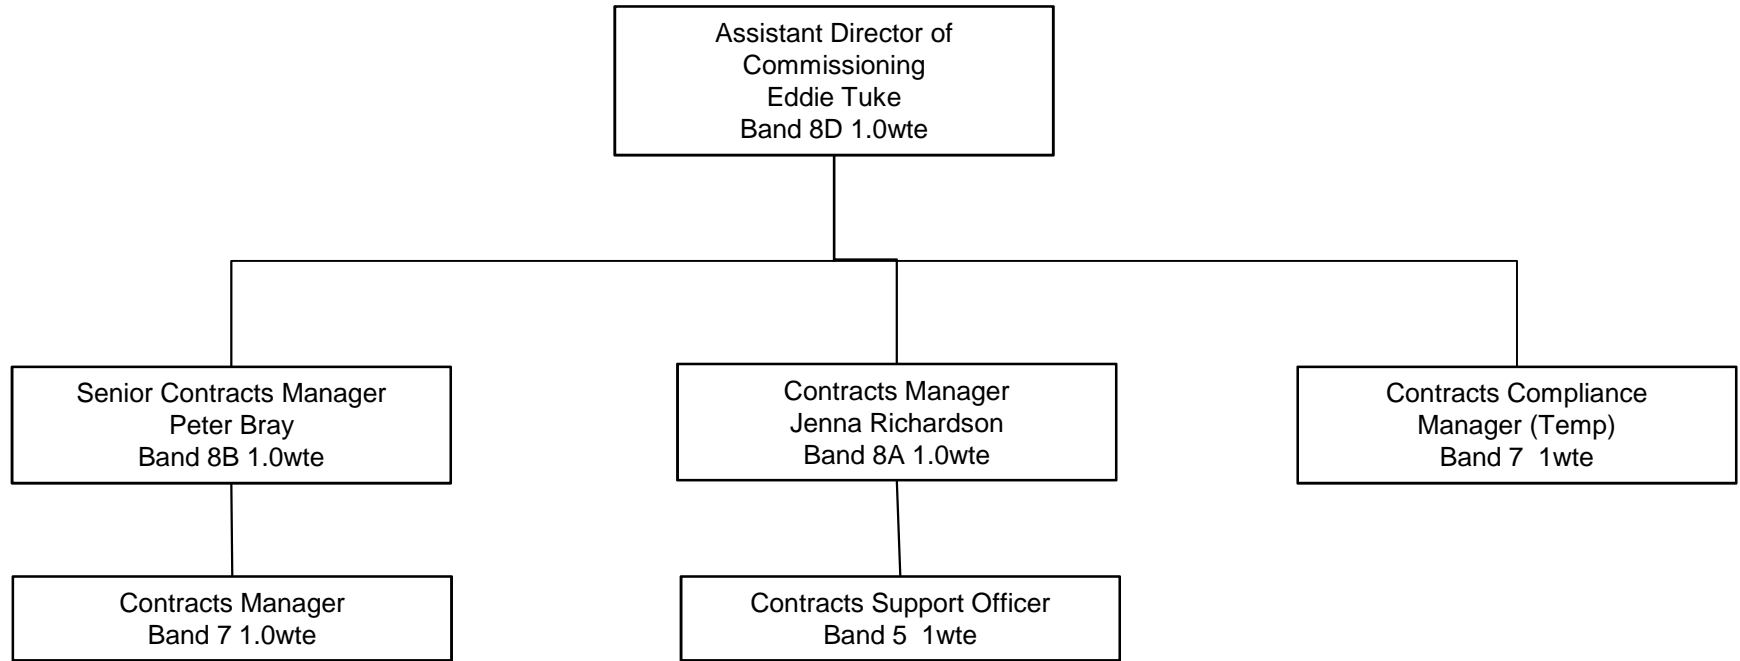 Assistant Director of
Commissioning
Eddie Tuke
Band 8D 1.0wte
Senior Contracts Manager
Peter Bray
Band 8B 1.0wte
Contracts Manager
Jenna Richardson
Band 8A 1.0wte
Contracts Compliance
Manager (Temp)
Band 7  1wte
Contracts Manager
Band 7 1.0wte
Contracts Support Officer
Band 5  1wte